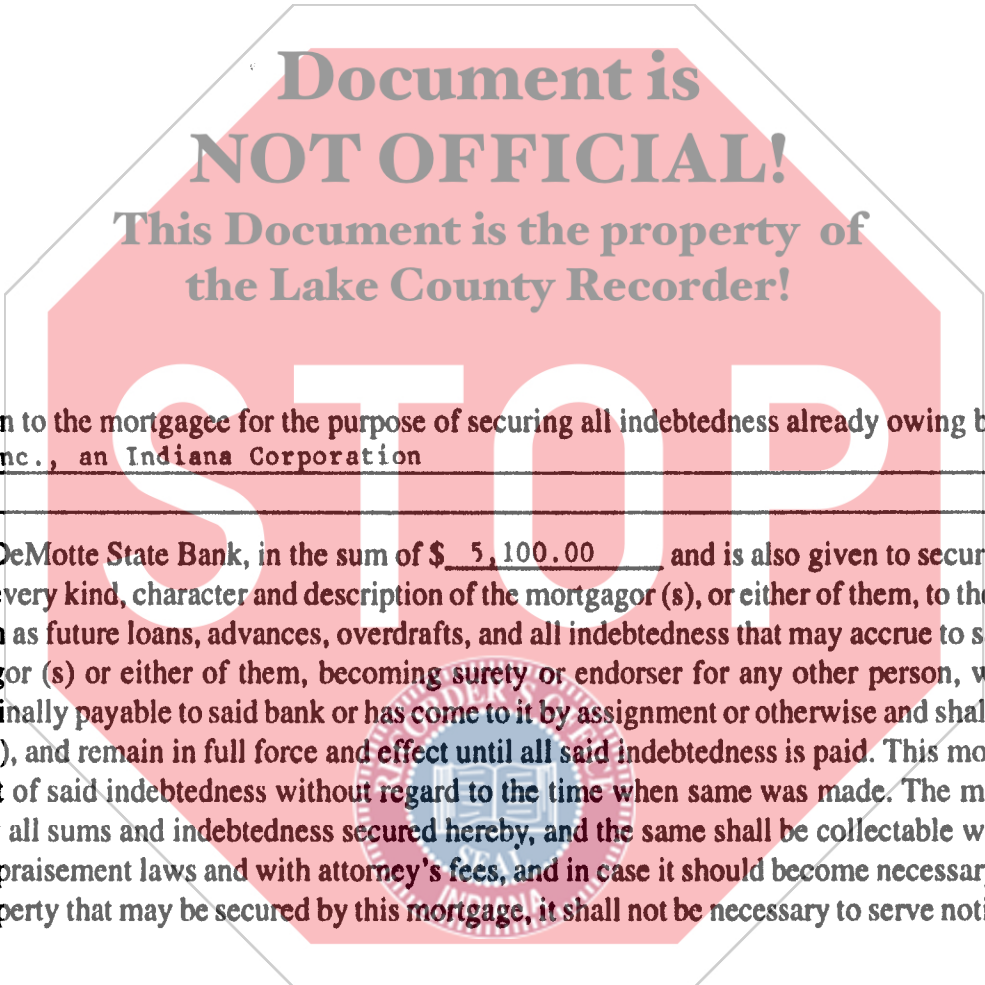 Document is
NOT OFFICIAL!
This Document is the property of
the Lake County Recorder!
STOP
n to the mortgagee for the purpose of securing all indebtedness already owing b
nc., an Indiana Corporation
DeMotte State Bank, in the sum of $ 5,100.00 and is also given to secur
very kind, character and description of the mortgagor (s), or either of them, to the
as future loans, advances, overdrafts, and all indebtedness that may accrue to s
gor (s) or either of them, becoming surety or endorser for any other person, w
inally payable to said bank or has come to it by assignment or otherwise and shal
), and remain in full force and effect until all said indebtedness is paid. This mo
t of said indebtedness without regard to the time when same was made. The m
all sums and indebtedness secured hereby, and the same shall be collectable w
praisement laws and with attorney's fees, and in case it should become necessary
perty that may be secured by this mortgage, it shall not be necessary to serve noti
RECORDER'S OFFICE
SEAL
INDIANA